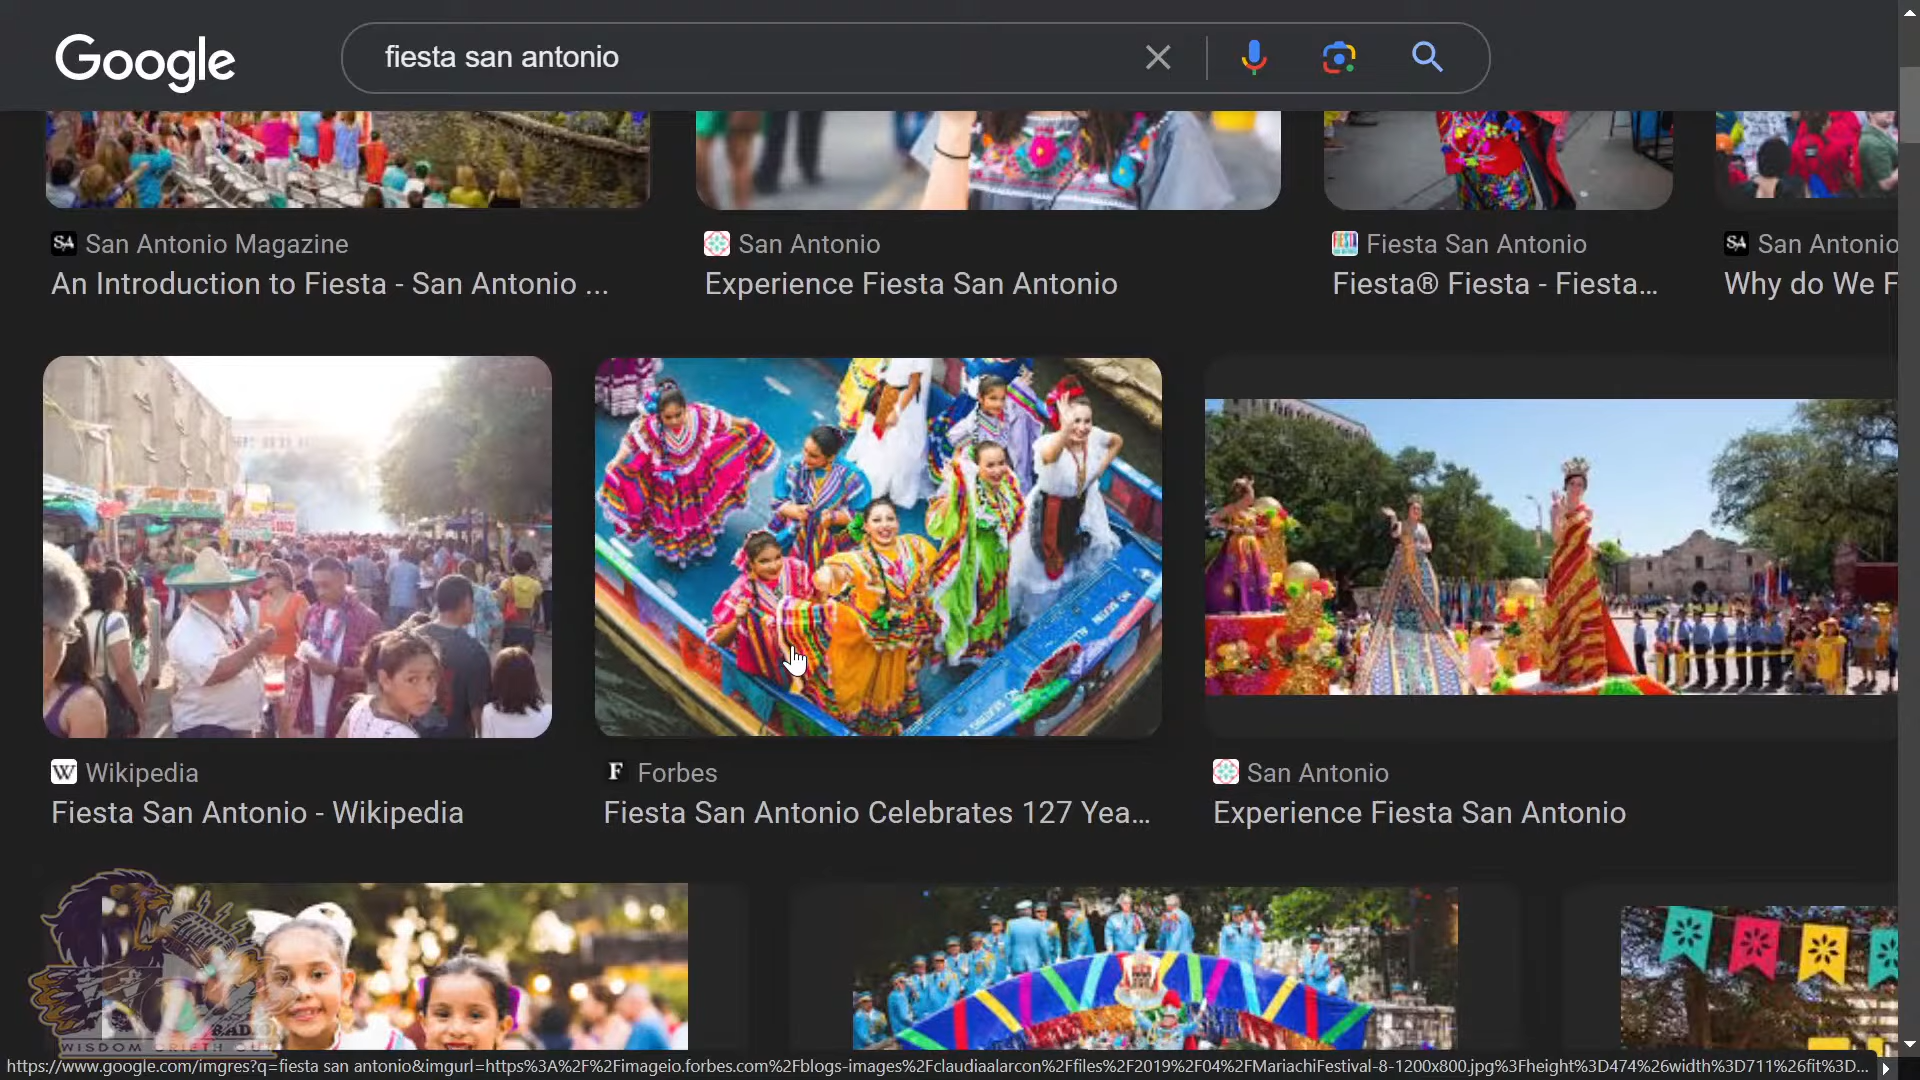 Google
fiesta san antonio
San Antonio Magazine
An Introduction to Fiesta - San Antonio ...
San Antonio
Experience Fiesta San Antonio
Fiesta San Antonio
Fiesta® Fiesta - Fiesta...
San Antonio
Why do We F
Wikipedia
Fiesta San Antonio - Wikipedia
Forbes
Fiesta San Antonio Celebrates 127 Yea...
San Antonio
Experience Fiesta San Antonio
RADIO
WISDOM CRIETH OUT
https://www.google.com/imgres?q=fiesta san antonio&imgurl=https%3A%2F%2Fimageio.forbes.com%2Fblogs-images%2Fclaudiaalarcon%2Ffiles%2F2019%2F04%2FMariachiFestival-8-1200x800.jpg%3Fheight%3D474%26width%3D711%26fit%3D...